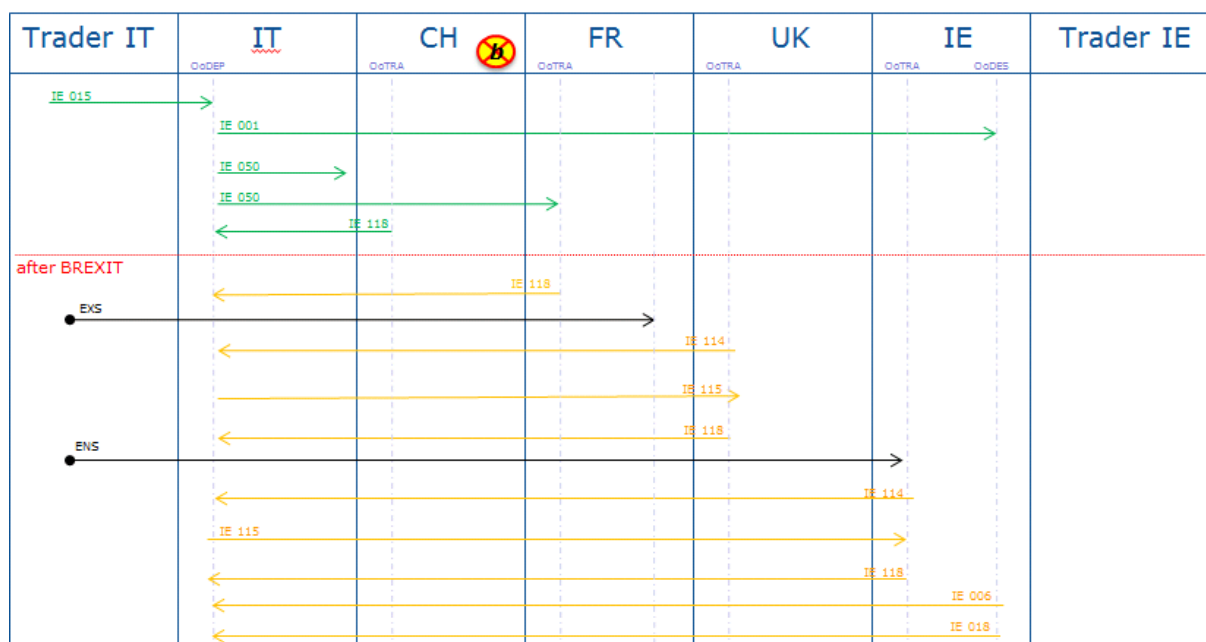 Trader IT IT CH b FR UK IE Trader IE
OoDEP OoTRA OoTRA OoTRA OoTRA OoDES
IE 015
IE 001
IE 050
IE 050
IE 118
after BREXIT
IE 118
EXS
IE 114
IE 115
IE 118
ENS
IE 114
IE 115
IE 118
IE 006
IE 018